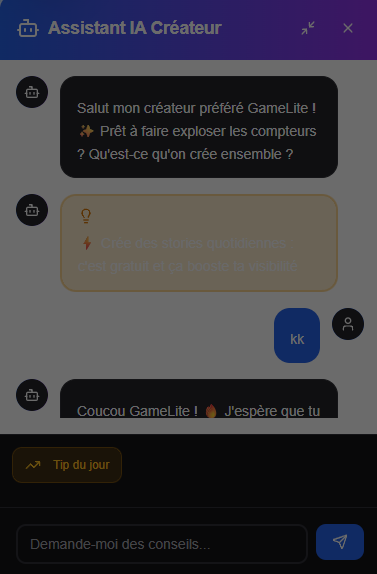 Assistant IA Créateur
Salut mon créateur préféré GameLite !
✨ Prêt à faire exploser les compteurs
? Qu'est-ce qu'on crée ensemble ?
⚡ Crée des stories quotidiennes :
c'est gratuit et ça booste ta visibilité
kk
Coucou GameLite ! 🔥 J'espère que tu
Tip du jour
Demande-moi des conseils...